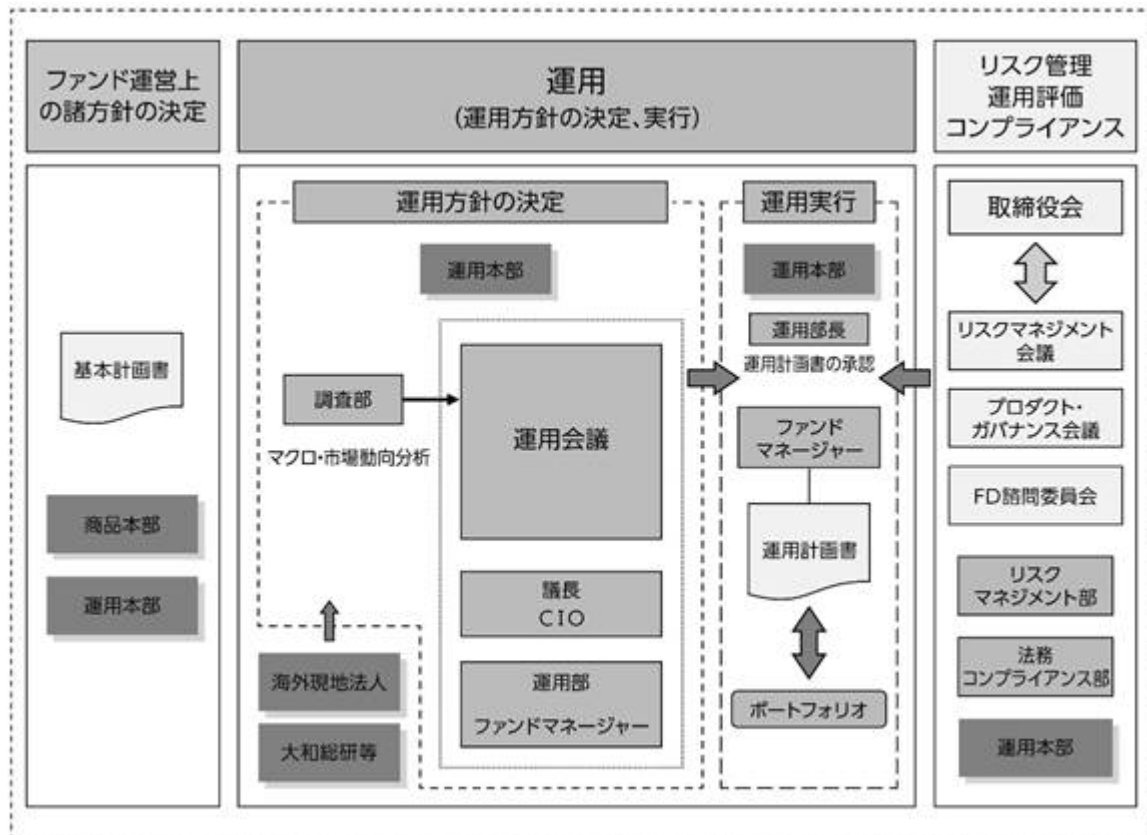 ファンド運営上
の諸方針の決定
運用
(運用方針の決定、実行)
リスク管理
運用評価
コンプライアンス
基本計画書
商品本部
運用本部
運用方針の決定
運用本部
調査部
マクロ・市場動向分析
運用会議
議長
CIO
運用部
ファンドマネージャー
海外現地法人
大和総研等
運用実行
運用本部
運用部長
運用計画書の承認
ファンド
マネージャー
運用計画書
ポートフォリオ
取締役会
リスクマネジメント
会議
プロダクト・
ガバナンス会議
FD諮問委員会
リスク
マネジメント部
法務
コンプライアンス部
運用本部